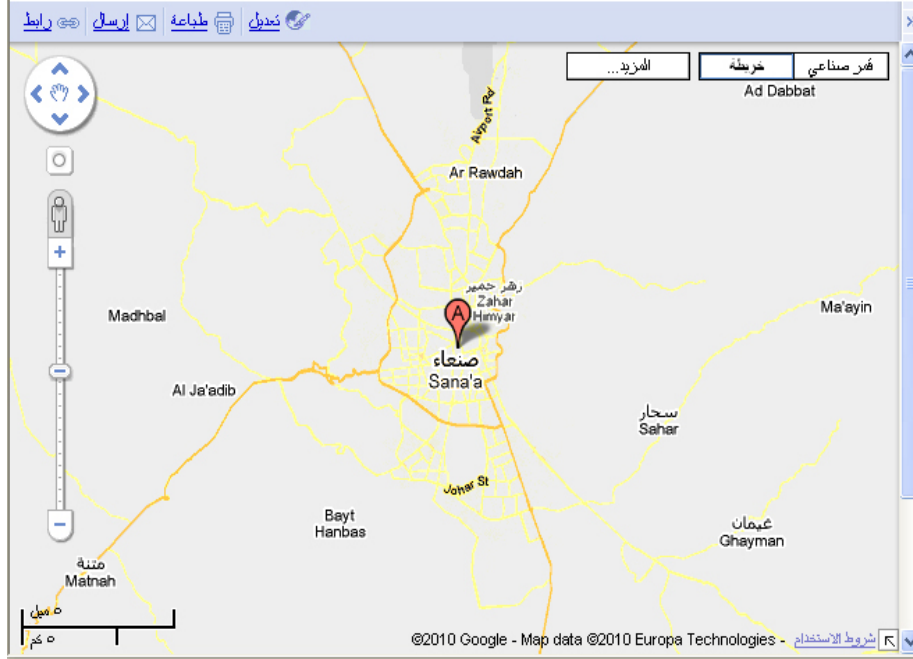 تعديل طباعة إرسال رابط
قمر صناعي خريطة المزيد...
Ad Dabbat
Airport Rd
Ar Rawdah
زهر حمير
Zahar
Himyar
A
Ma'ayin
Madhbal
صنعاء
Sana'a
Al Ja'adib
سحار
Sahar
Johar St
Bayt
Hanbas
غيمان
Ghayman
متنة
Matnah
٥ ميل
٥ كم
©2010 Google - Map data ©2010 Europa Technologies - شروط الاستخدام